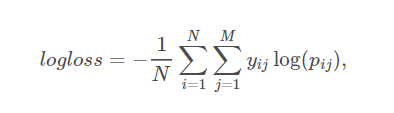 logloss = -\frac{1}{N} \sum_{i=1}^{N} \sum_{j=1}^{M} y_{ij} \log(p_{ij}),